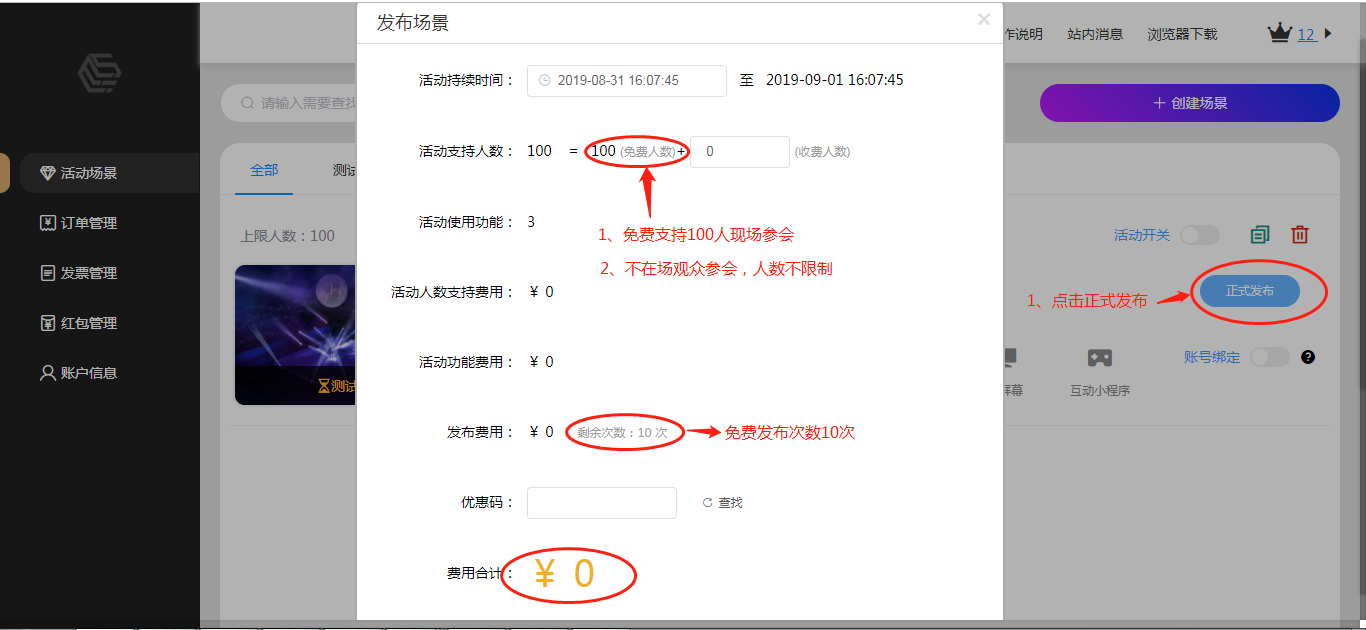 发布场景
作说明 站内消息 浏览器下载 12
请输入需要查找
+ 创建场景
活动场景
订单管理
发票管理
红包管理
账户信息
全部 测试
上限人数：100
测试
活动持续时间： 2019-08-31 16:07:45 至 2019-09-01 16:07:45
活动支持人数： 100 = 100 (免费人数)+ 0 (收费人数)
活动使用功能： 3
1、免费支持100人现场参会
2、不在场观众参会，人数不限制
活动人数支持费用： ¥ 0
活动功能费用： ¥ 0
发布费用： ¥ 0 剩余次数：10 次 免费发布次数10次
优惠码： 查找
费用合计： ¥ 0
活动开关
1、点击正式发布 正式发布
账号绑定 ?
屏幕 互动小程序